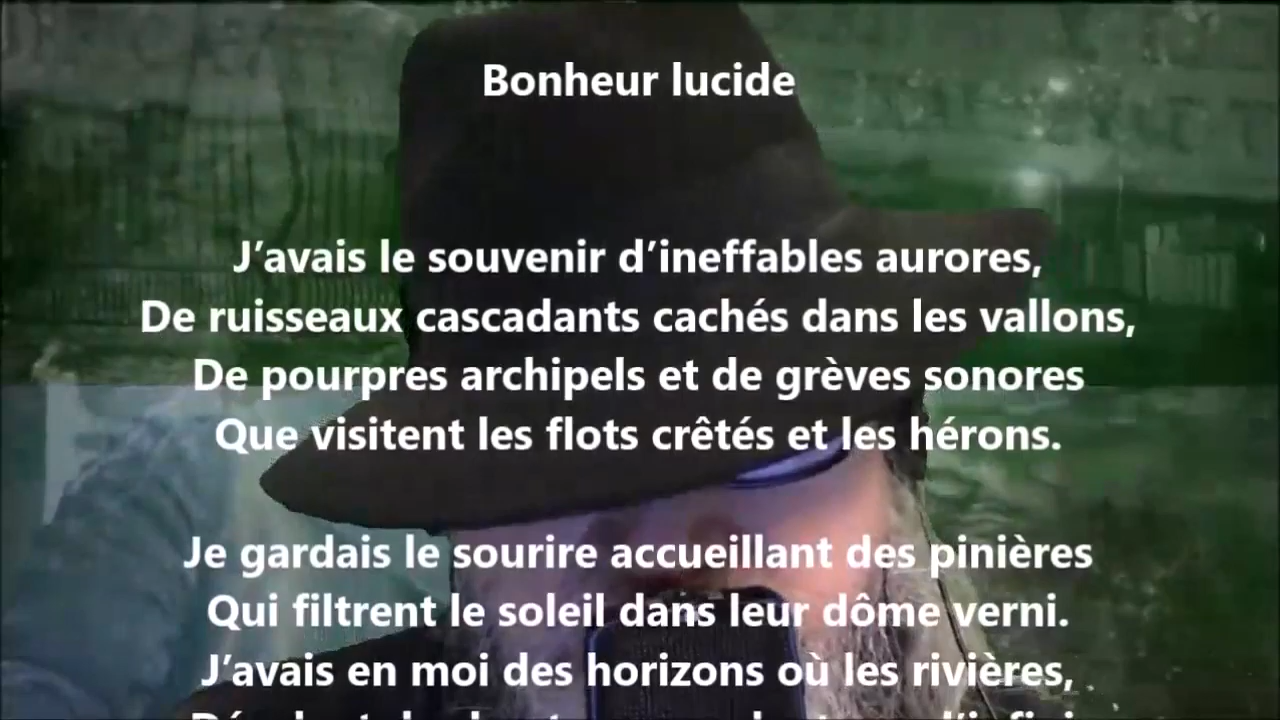 Bonheur lucide
J’avais le souvenir d’ineffables aurores,
De ruisseaux cascadants cachés dans les vallons,
De pourpres archipels et de grèves sonores
Que visitent les flots crêtés et les hérons.
Je gardais le sourire accueillant des pinières
Qui filtrent le soleil dans leur dôme verni.
J’avais en moi des horizons où les rivières,